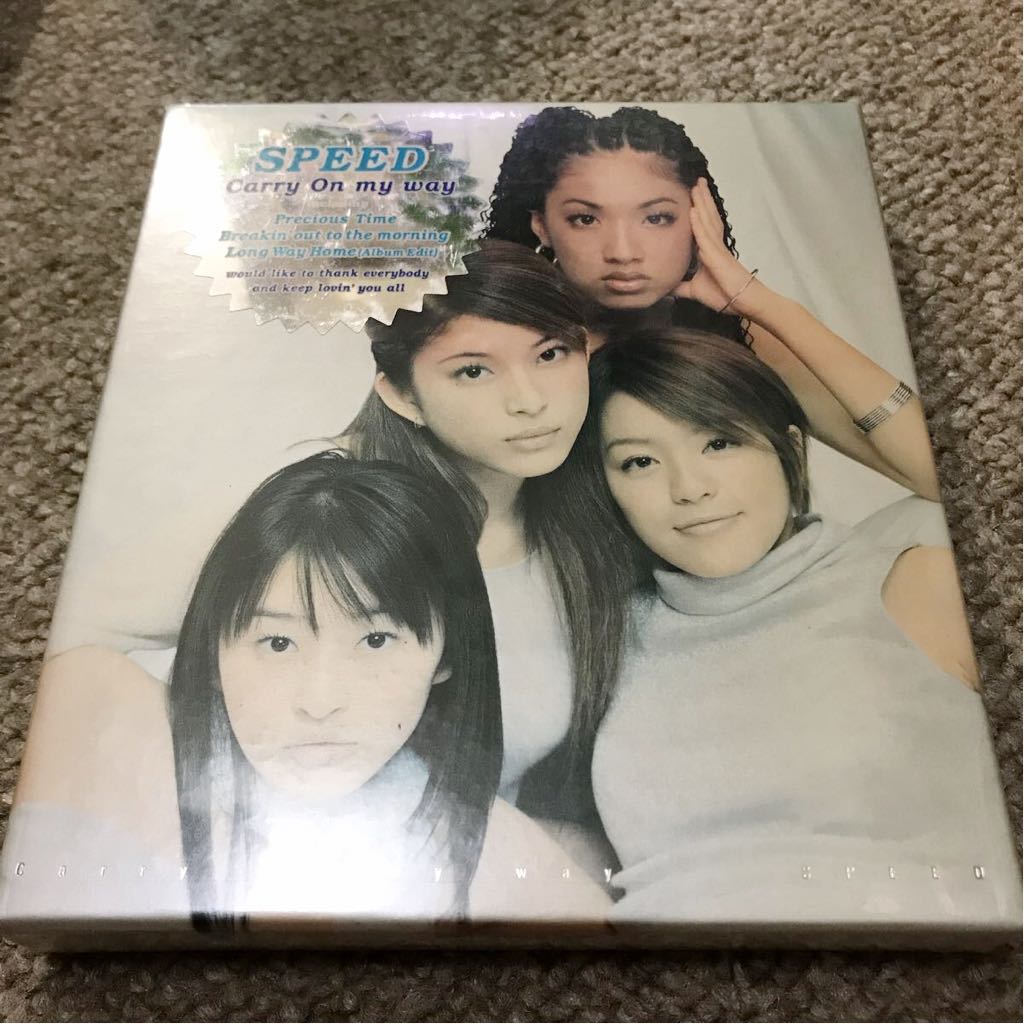 SPEED
Carry On my way
Precious Time
Breakin' out to the morning
Long Way Home (Album Edit)
would like to thank everybody
and keep lovin' you all
Carry y way SPEED